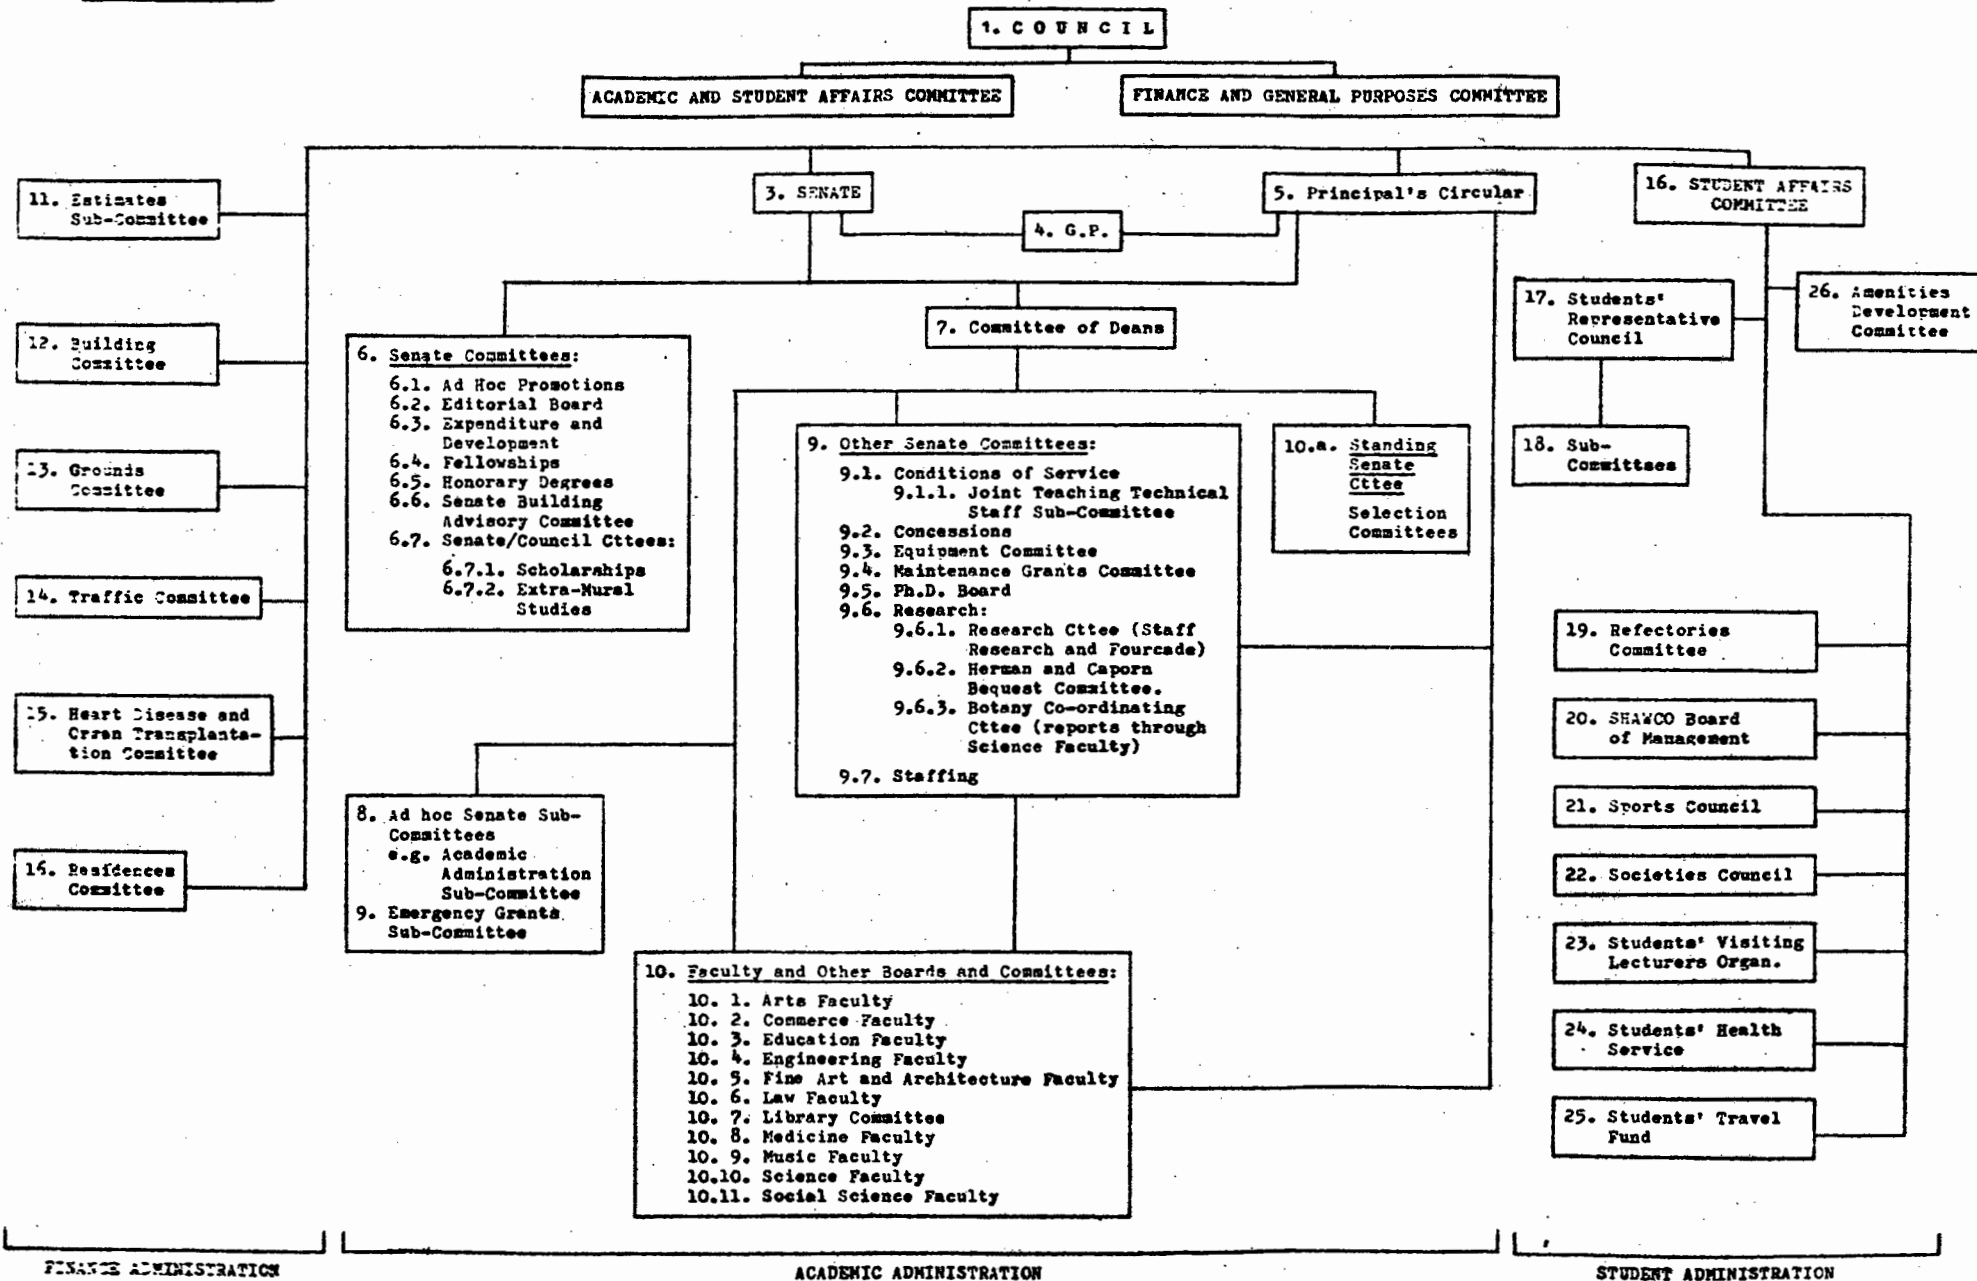 1. C O U N C I L
ACADEMIC AND STUDENT AFFAIRS COMMITTEE
FINANCE AND GENERAL PURPOSES COMMITTEE
11. Estimates
Sub-Committee
3. SENATE
5. Principal's Circular
16. STUDENT AFFAIRS
COMMITTEE
4. G.P.
12. Building
Committee
7. Committee of Deans
17. Students'
Representative
Council
26. Amenities
Development
Committee
6. Senate Committees:
6.1. Ad Hoc Promotions
6.2. Editorial Board
6.3. Expenditure and
Development
6.4. Fellowships
6.5. Honorary Degrees
6.6. Senate Building
Advisory Committee
6.7. Senate/Council Cttees:
6.7.1. Scholarships
6.7.2. Extra-Mural
Studies
9. Other Senate Committees:
9.1. Conditions of Service
9.1.1. Joint Teaching Technical
Staff Sub-Committee
9.2. Concessions
9.3. Equipment Committee
9.4. Maintenance Grants Committee
9.5. Ph.D. Board
9.6. Research:
9.6.1. Research Cttee (Staff
Research and Fourcade)
9.6.2. Herman and Caporn
Bequest Committee.
9.6.3. Botany Co-ordinating
Cttee (reports through
Science Faculty)
9.7. Staffing
10.a. Standing
Senate
Cttee
Selection
Committees
18. Sub-
Committees
13. Grounds
Committee
14. Traffic Committee
15. Heart Disease and
Organ Transplanta-
tion Committee
16. Residences
Committee
8. Ad hoc Senate Sub-
Committees
e.g. Academic
Administration
Sub-Committee
9. Emergency Grants
Sub-Committee
10. Faculty and Other Boards and Committees:
10. 1. Arts Faculty
10. 2. Commerce Faculty
10. 3. Education Faculty
10. 4. Engineering Faculty
10. 5. Fine Art and Architecture Faculty
10. 6. Law Faculty
10. 7. Library Committee
10. 8. Medicine Faculty
10. 9. Music Faculty
10.10. Science Faculty
10.11. Social Science Faculty
19. Refectories
Committee
20. SHAWCO Board
of Management
21. Sports Council
22. Societies Council
23. Students' Visiting
Lecturers Organ.
24. Students' Health
Service
25. Students' Travel
Fund
FINANCE ADMINISTRATION
ACADEMIC ADMINISTRATION
STUDENT ADMINISTRATION